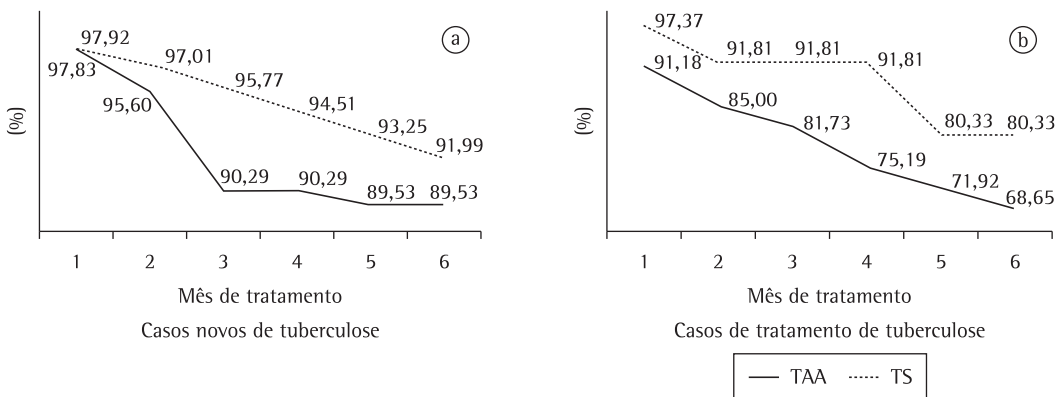 a
97,92
97,01
95,77
94,51
93,25
91,99
97,83
95,60
90,29
90,29
89,53
89,53
(%)
1 2 3 4 5 6
Mês de tratamento
Casos novos de tuberculose
b
97,37
91,81
91,81
91,81
80,33
80,33
91,18
85,00
81,73
75,19
71,92
68,65
(%)
1 2 3 4 5 6
Mês de tratamento
Casos de tratamento de tuberculose
TAA TS